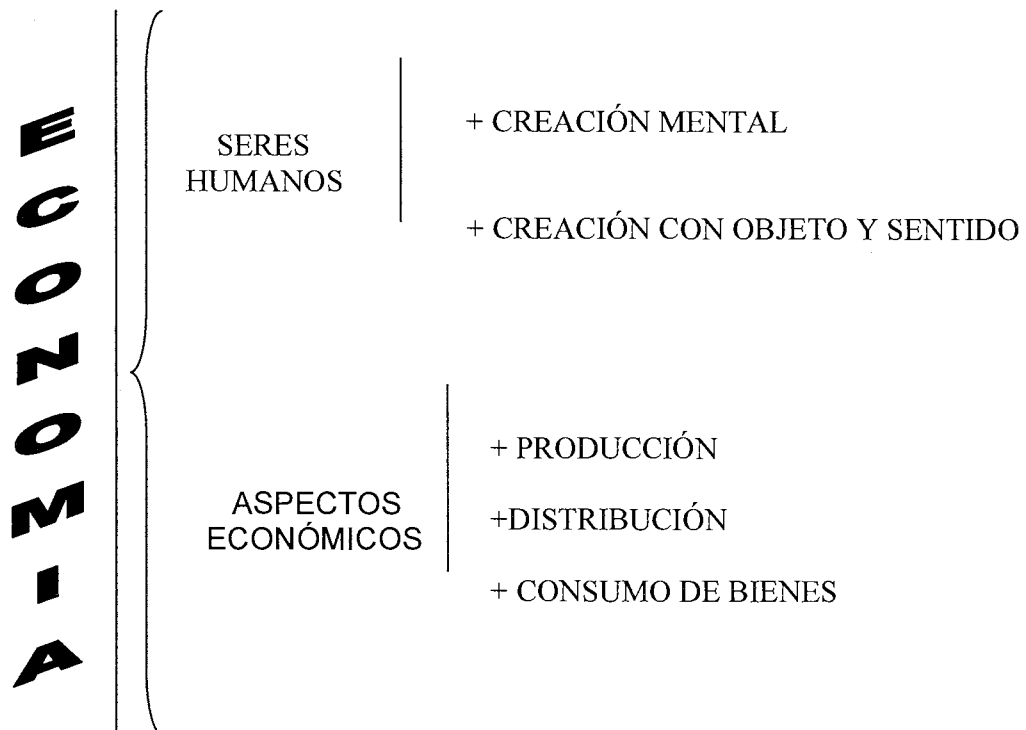 ECONOMIA
SERES
HUMANOS
+ CREACIÓN MENTAL
+ CREACIÓN CON OBJETO Y SENTIDO
ASPECTOS
ECONÓMICOS
+ PRODUCCIÓN
+DISTRIBUCIÓN
+ CONSUMO DE BIENES